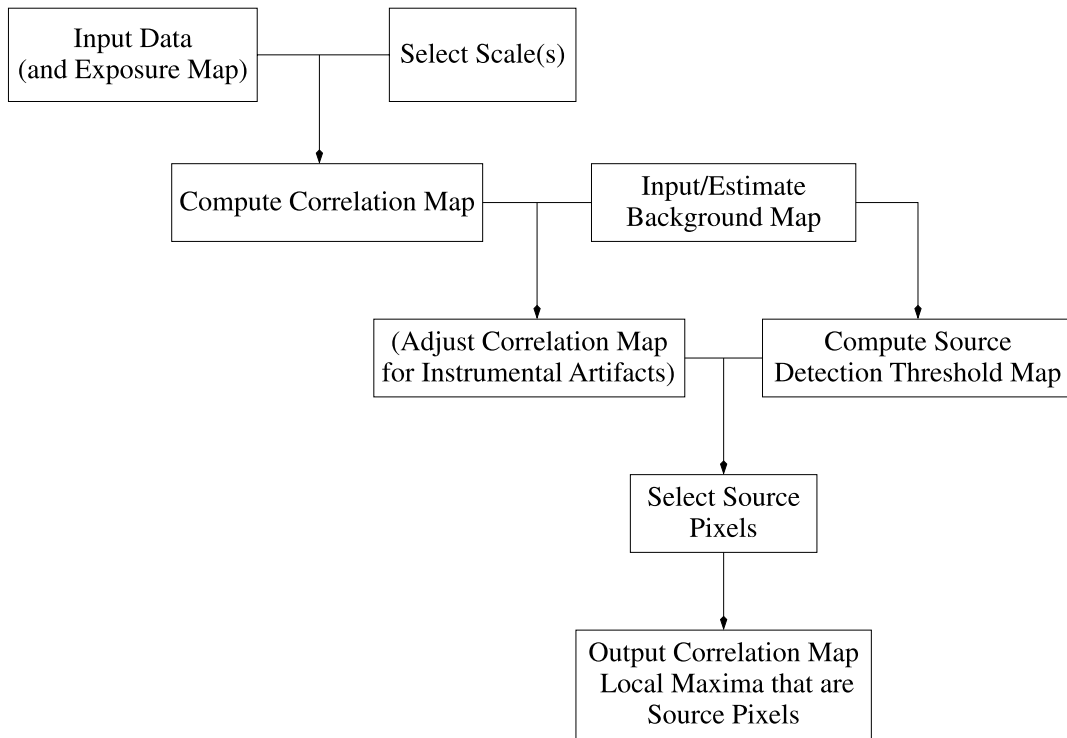 Input Data
(and Exposure Map)
Select Scale(s)
Compute Correlation Map
Input/Estimate
Background Map
(Adjust Correlation Map
for Instrumental Artifacts)
Compute Source
Detection Threshold Map
Select Source
Pixels
Output Correlation Map
Local Maxima that are
Source Pixels